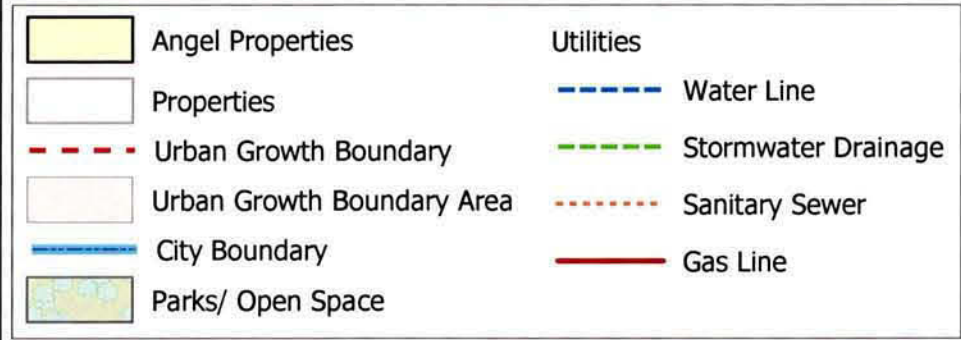 Angel Properties
Properties
Urban Growth Boundary
Urban Growth Boundary Area
City Boundary
Parks/ Open Space
Utilities
Water Line
Stormwater Drainage
Sanitary Sewer
Gas Line